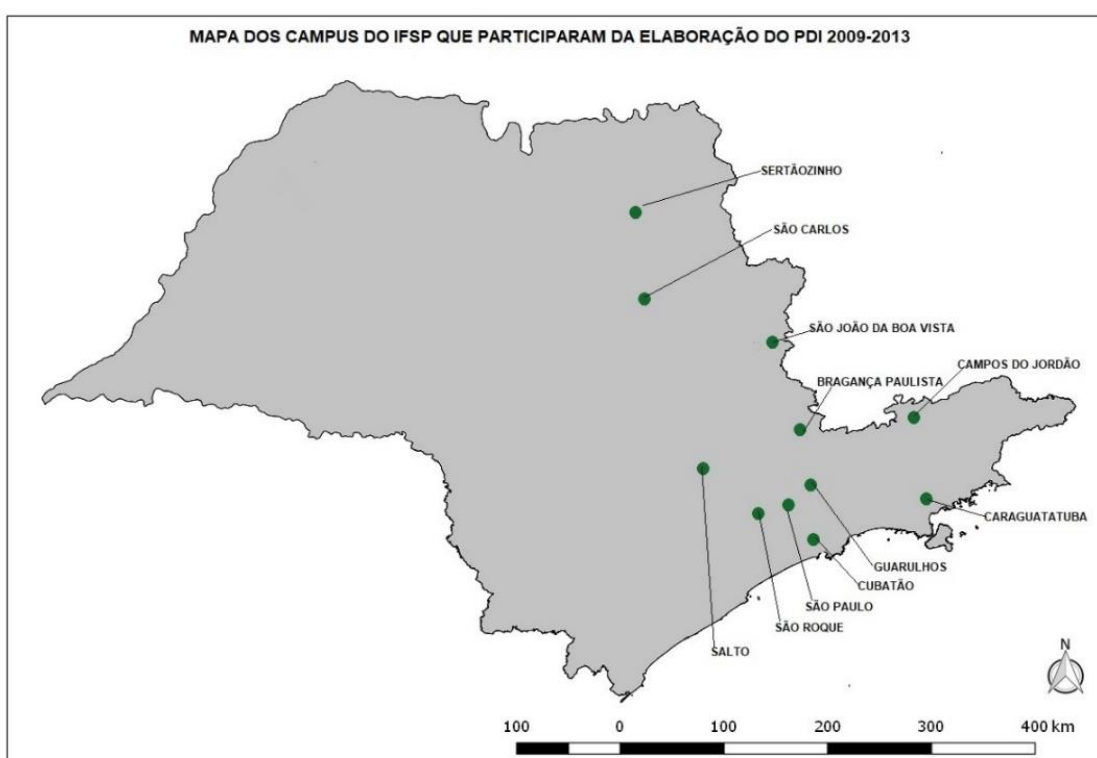 MAPA DOS CAMPUS DO IFSP QUE PARTICIPARAM DA ELABORAÇÃO DO PDI 2009-2013
SERTÃOZINHO
SÃO CARLOS
SÃO JOÃO DA BOA VISTA
CAMPOS DO JORDÃO
BRAGANÇA PAULISTA
CARAGUATATUBA
GUARULHOS
CUBATÃO
SÃO PAULO
SÃO ROQUE
SALTO
N
100 0 100 200 300 400 km